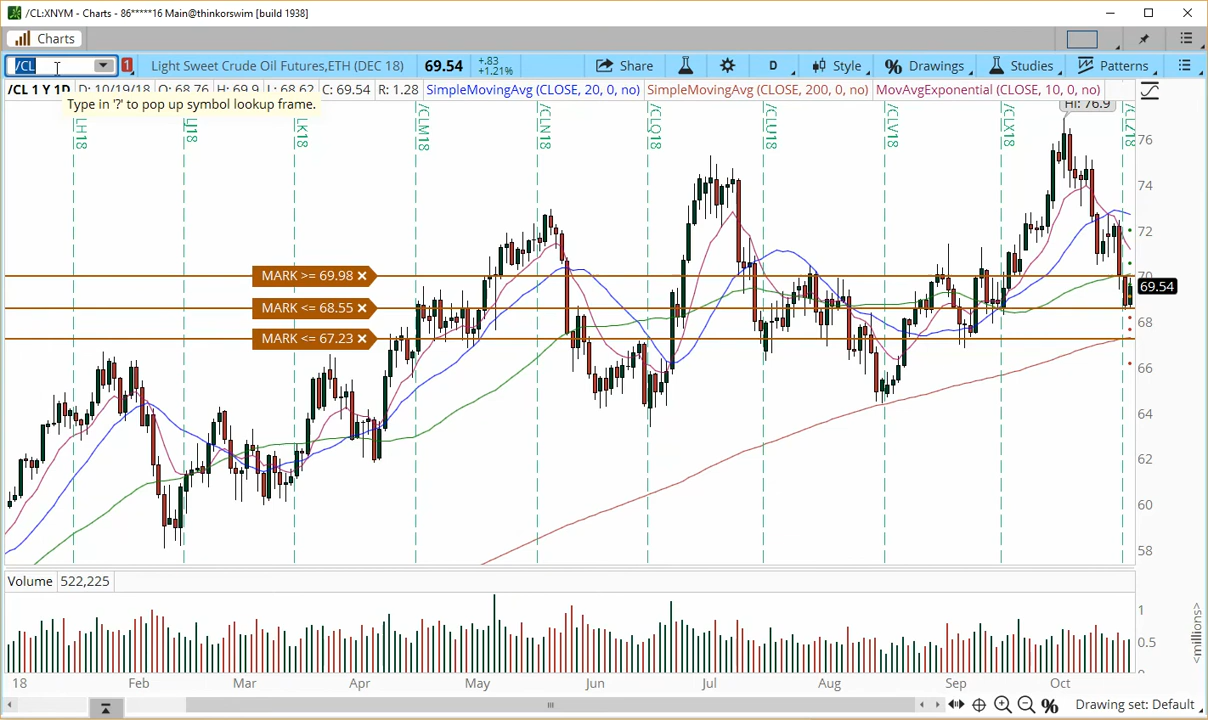 /CL:XNYM - Charts - 86*****16 Main@thinkorswim [build 1938]
Charts
/CL 1 Light Sweet Crude Oil Futures,ETH (DEC 18) 69.54 +.83 +1.21% Share D Style % Drawings Studies Patterns
/CL 1 Y 1D D: 10/19/18 O: 68.76 H: 69.9 L: 68.62 C: 69.54 R: 1.28 SimpleMovingAvg (CLOSE, 20, 0, no) SimpleMovingAvg (CLOSE, 200, 0, no) MovAvgExponential (CLOSE, 10, 0, no)
Type in '?' to pop up symbol lookup frame.
Hi: 76.9
/CLM18
/CLN18
/CLQ18
/CLU18
/CLV18
/CLX18
/CLZ18
LH18
LJ18
LK18
76
74
72
70
69.54
68
66
64
62
60
58
MARK >= 69.98 ×
MARK <= 68.55 ×
MARK <= 67.23 ×
Volume 522,225
1
0.5
<millions>
18 Feb Mar Apr May Jun Jul Aug Sep Oct
% Drawing set: Default